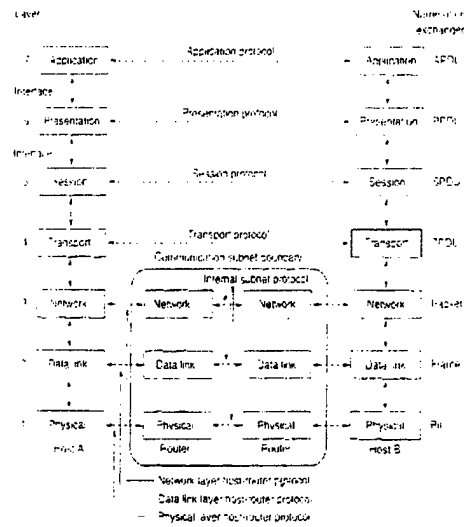 Layer
exchanged
7 Application Application protocol Application APDU
Interface
6 Presentation Presentation protocol Presentation PPDU
Interface
5 Session Session protocol Session SPDU
4 Transport Transport protocol Transport TPDU
Communication subnet boundary
Internal subnet protocol
3 Network Network Network Network Packet
2 Data link Data link Data link Data link Frame
1 Physical Physical Physical Physical Bit
Host A Router Router Host B
Network layer host-router protocol
Data link layer host-router protocol
Physical layer host-router protocol